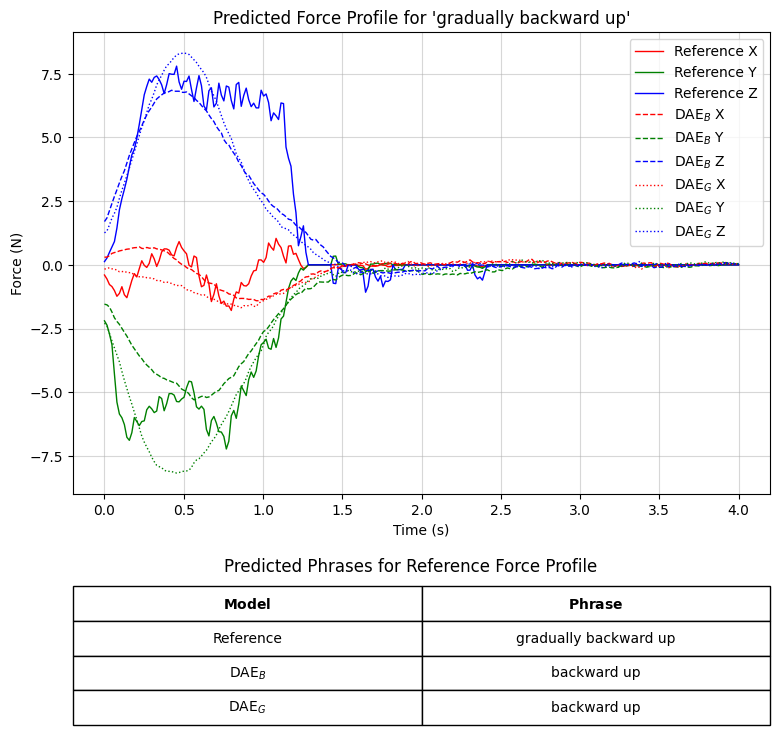 Predicted Force Profile for 'gradually backward up'
Force (N)
7.5
5.0
2.5
0.0
−2.5
−5.0
−7.5
Reference X
Reference Y
Reference Z
DAE_B X
DAE_B Y
DAE_B Z
DAE_G X
DAE_G Y
DAE_G Z
0.0 0.5 1.0 1.5 2.0 2.5 3.0 3.5 4.0
Time (s)
Predicted Phrases for Reference Force Profile
Model Phrase
Reference gradually backward up
DAE_B backward up
DAE_G backward up